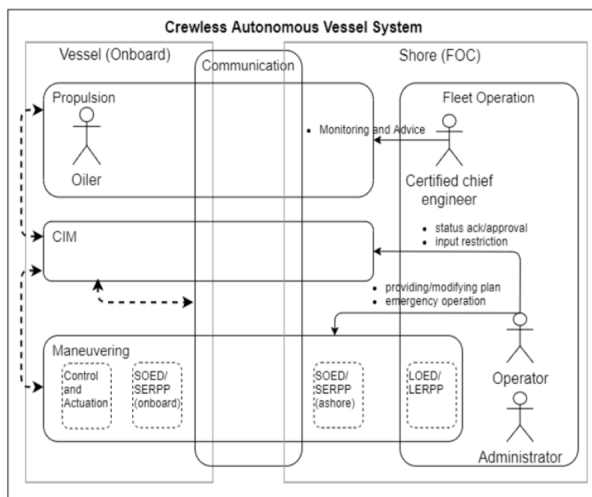 Crewless Autonomous Vessel System
Vessel (Onboard)
Communication
Shore (FOC)
Propulsion
Oiler
• Monitoring and Advice
Fleet Operation
Certified chief
engineer
• status ack/approval
• input restriction
CIM
• providing/modifying plan
• emergency operation
Maneuvering
Control
and
Actuation
SOED/
SERPP
(onboard)
SOED/
SERPP
(ashore)
LOED/
LERPP
Operator
Administrator